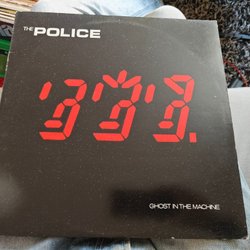 THE POLICE
GHOST IN THE MACHINE